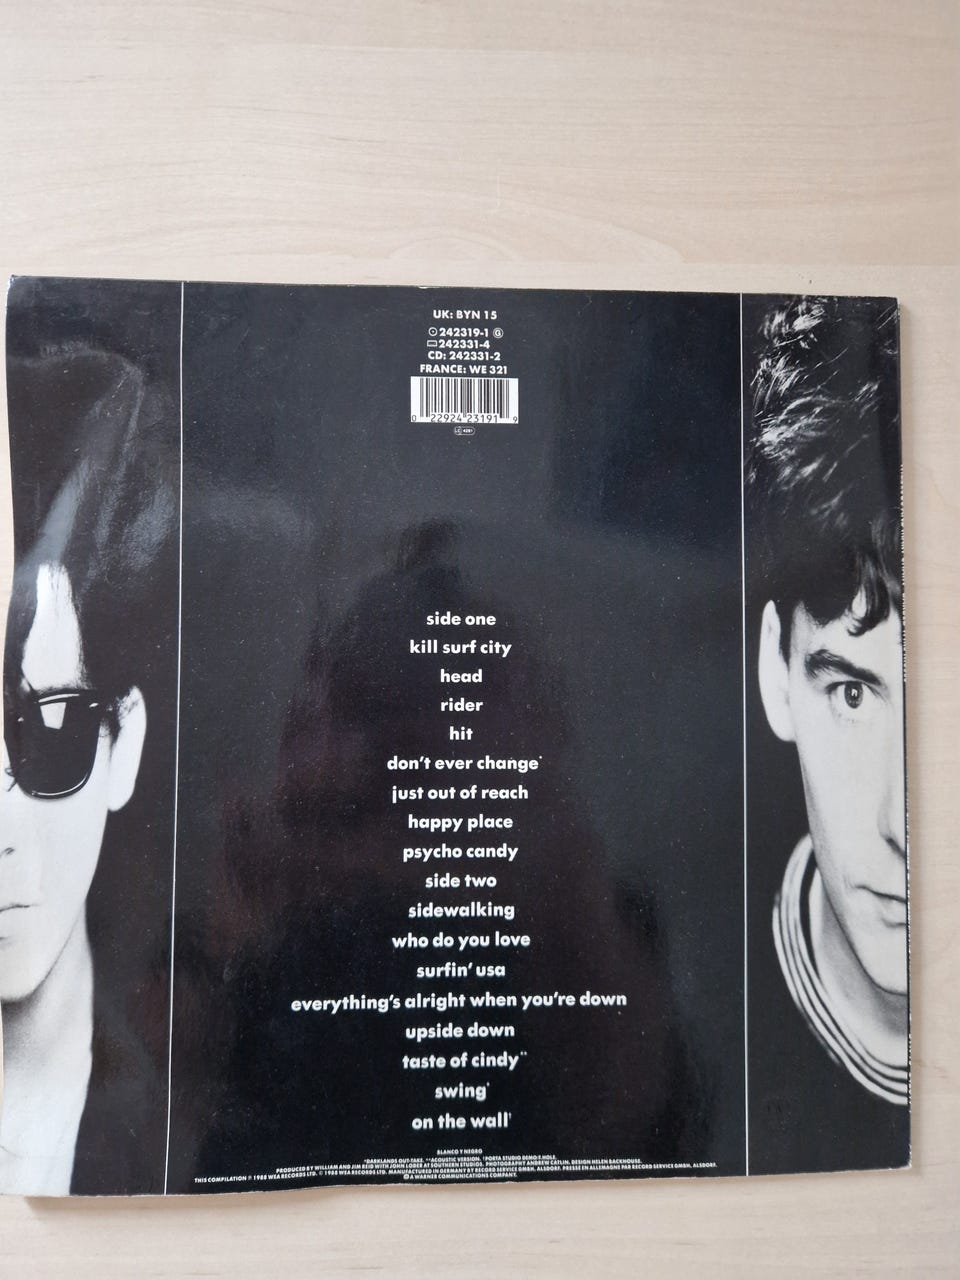 UK: BYN 15
242319-1 G
242331-4
CD: 242331-2
FRANCE: WE 321
0 22924 23191 9
LC 4281
side one
kill surf city
head
rider
hit
don't ever change*
just out of reach
happy place
psycho candy
side two
sidewalking
who do you love
surfin' usa
everything's alright when you're down
upside down
taste of cindy**
swing*
on the wall†
BLANCO Y NEGRO
*DARKLANDS OUT-TAKE. **ACOUSTIC VERSION. †PORTA STUDIO DEMO T.HOLE.
PRODUCED BY WILLIAM AND JIM REID WITH JOHN LODER AT SOUTHERN STUDIOS. PHOTOGRAPHY ANDREW CATLIN. DESIGN HELEN BACKHOUSE.
THIS COMPILATION ℗ 1988 WEA RECORDS LTD. © 1988 WEA RECORDS LTD. MANUFACTURED IN GERMANY BY RECORD SERVICE GMBH, ALSDORF. PRESSE EN ALLEMAGNE PAR RECORD SERVICE GMBH, ALSDORF.
A WARNER COMMUNICATIONS COMPANY.